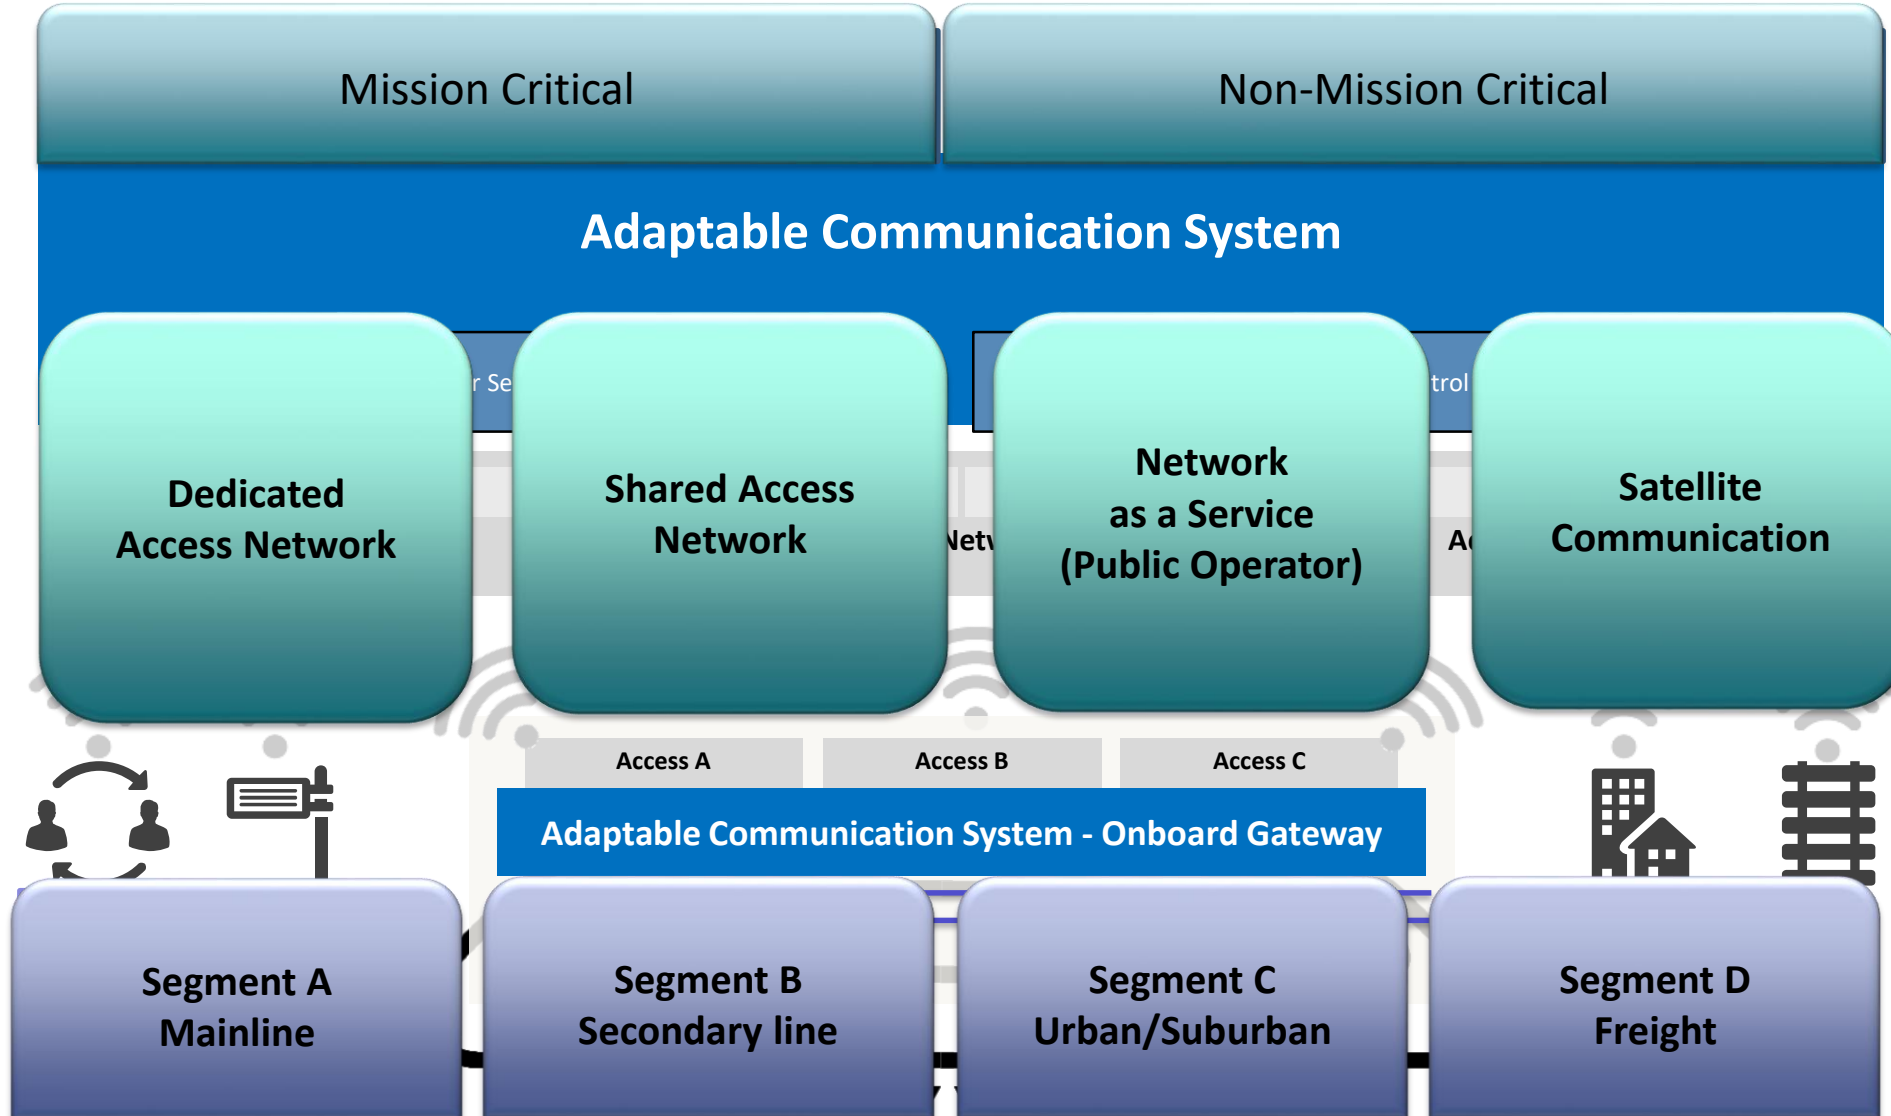 Mission Critical
Non-Mission Critical
Adaptable Communication System
Dedicated
Access Network
Shared Access
Network
Network
as a Service
(Public Operator)
Satellite
Communication
Access A
Access B
Access C
Adaptable Communication System - Onboard Gateway
Segment A
Mainline
Segment B
Secondary line
Segment C
Urban/Suburban
Segment D
Freight